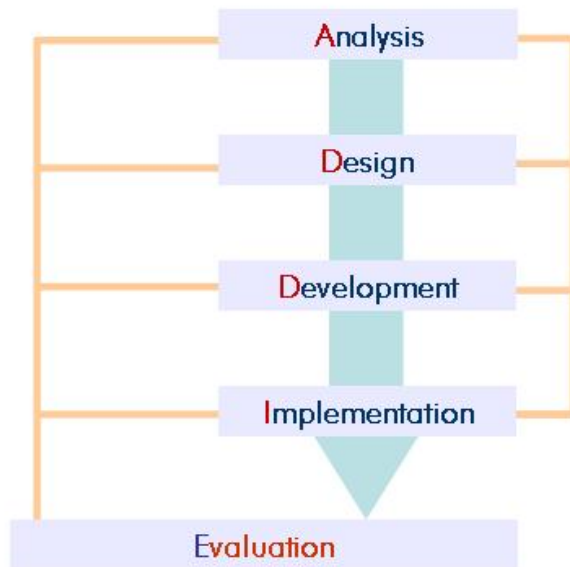 Analysis
Design
Development
Implementation
Evaluation